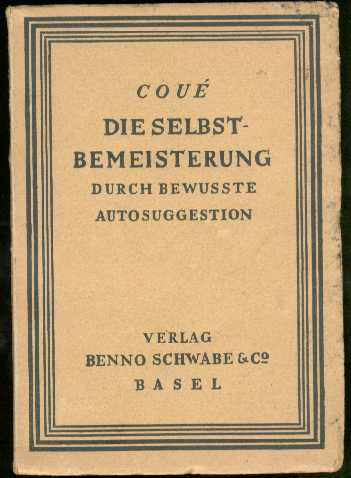 COUÉ
DIE SELBST-
BEMEISTERUNG
DURCH BEWUSSTE
AUTOSUGGESTION
VERLAG
BENNO SCHWABE & Co
BASEL